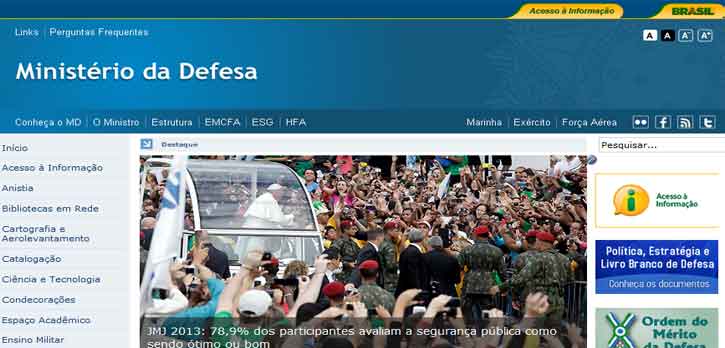 Acesso à Informação
BRASIL
Links
Perguntas Frequentes
A A A- A+
Ministério da Defesa
Conheça o MD
O Ministro
Estrutura
EMCFA
ESG
HFA
Marinha
Exército
Força Aérea
Início
Acesso à Informação
Anistia
Bibliotecas em Rede
Cartografia e
Aerolevantamento
Catalogação
Ciência e Tecnologia
Condecorações
Espaço Acadêmico
Ensino Militar
Destaque
JMJ 2013: 78,9% dos participantes avaliam a segurança pública como
sendo ótimo ou bom
Pesquisar...
Acesso à
Informação
Política, Estratégia e
Livro Branco de Defesa
Conheça os documentos
Ordem do
Mérito
da Defesa